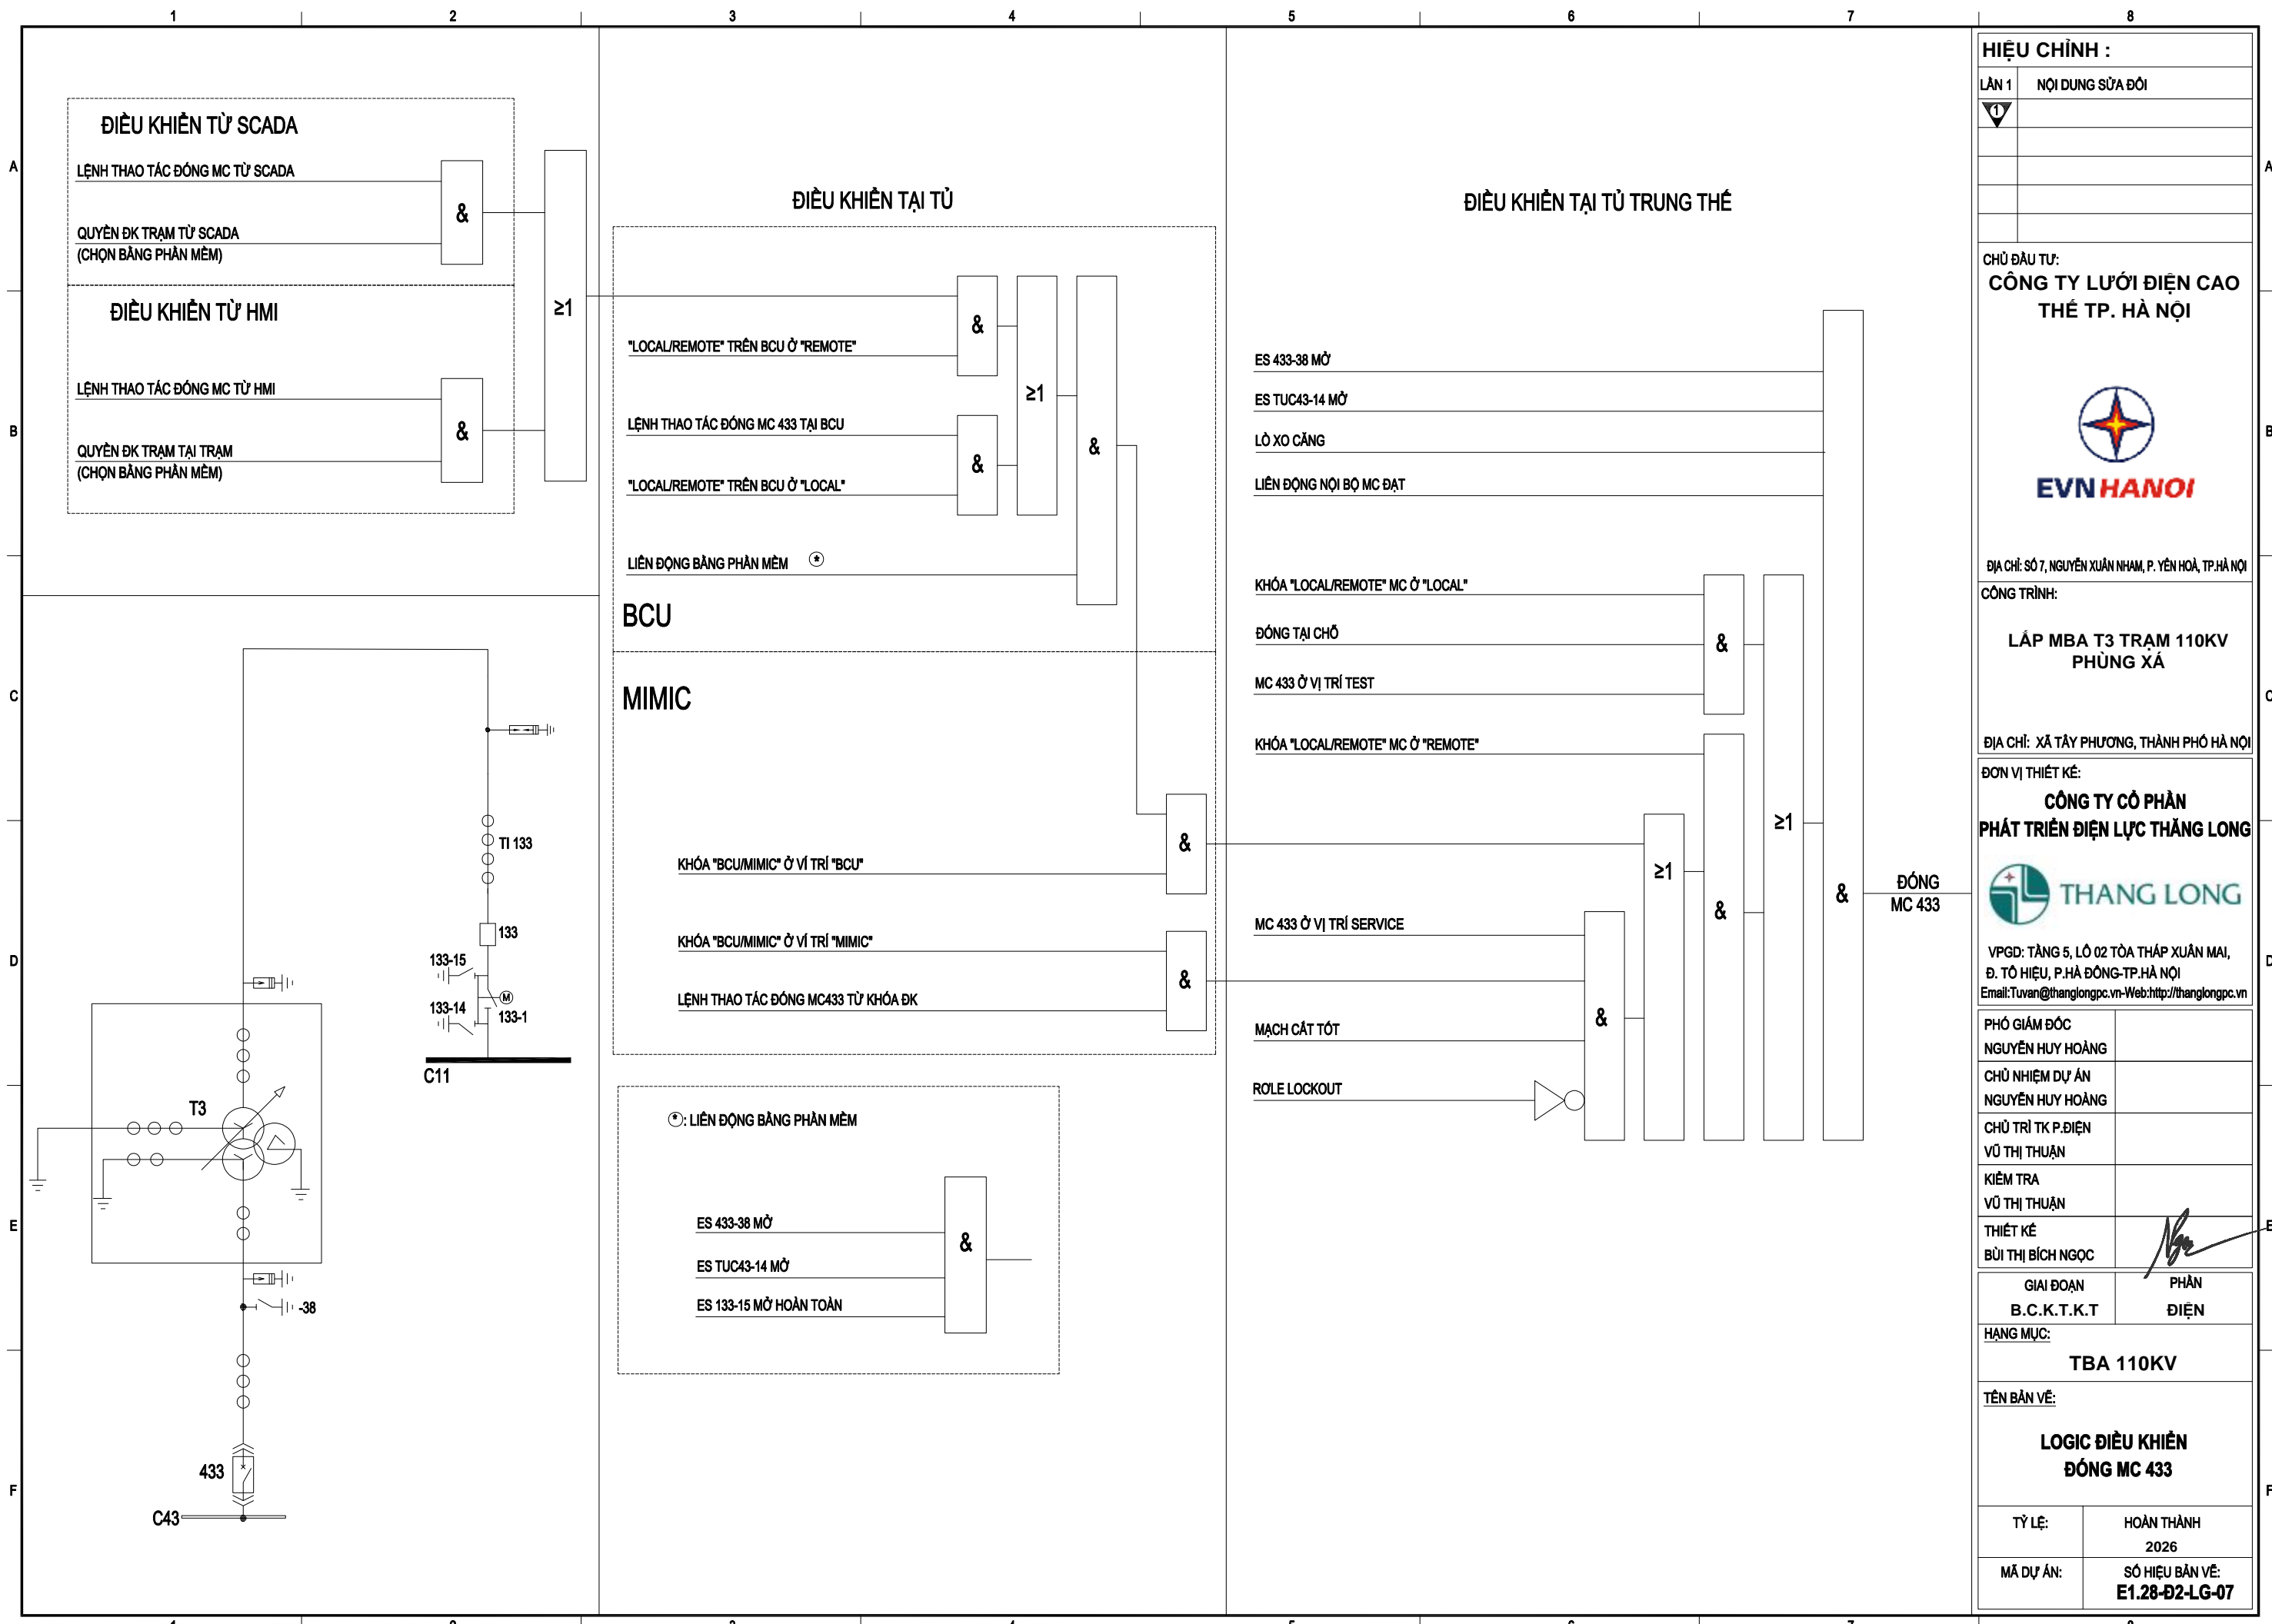 1 2 3 4 5 6 7 8
A
B
C
D
E
F
ĐIỀU KHIỂN TỪ SCADA
LỆNH THAO TÁC ĐÓNG MC TỪ SCADA
QUYỀN ĐK TRẠM TỪ SCADA
(CHỌN BẰNG PHẦN MỀM)
&
ĐIỀU KHIỂN TỪ HMI
LỆNH THAO TÁC ĐÓNG MC TỪ HMI
QUYỀN ĐK TRẠM TẠI TRẠM
(CHỌN BẰNG PHẦN MỀM)
&
≥1
ĐIỀU KHIỂN TẠI TỦ
"LOCAL/REMOTE" TRÊN BCU Ở "REMOTE"
&
LỆNH THAO TÁC ĐÓNG MC 433 TẠI BCU
"LOCAL/REMOTE" TRÊN BCU Ở "LOCAL"
&
≥1
&
LIÊN ĐỘNG BẰNG PHẦN MỀM *
BCU
MIMIC
KHÓA "BCU/MIMIC" Ở VÍ TRÍ "BCU"
&
KHÓA "BCU/MIMIC" Ở VÍ TRÍ "MIMIC"
LỆNH THAO TÁC ĐÓNG MC433 TỪ KHÓA ĐK
&
*: LIÊN ĐỘNG BẰNG PHẦN MỀM
ES 433-38 MỞ
ES TUC43-14 MỞ
ES 133-15 MỞ HOÀN TOÀN
&
ĐIỀU KHIỂN TẠI TỦ TRUNG THẾ
ES 433-38 MỞ
ES TUC43-14 MỞ
LÒ XO CĂNG
LIÊN ĐỘNG NỘI BỘ MC ĐẠT
KHÓA "LOCAL/REMOTE" MC Ở "LOCAL"
ĐÓNG TẠI CHỖ
MC 433 Ở VỊ TRÍ TEST
&
KHÓA "LOCAL/REMOTE" MC Ở "REMOTE"
MC 433 Ở VỊ TRÍ SERVICE
MẠCH CẮT TỐT
RƠLE LOCKOUT
&
≥1
&
≥1
&
ĐÓNG
MC 433
TI 133
133
133-15
M
133-14
133-1
C11
T3
-38
433
C43
HIỆU CHỈNH :
LẦN 1 NỘI DUNG SỬA ĐỔI
1
CHỦ ĐẦU TƯ:
CÔNG TY LƯỚI ĐIỆN CAO
THẾ TP. HÀ NỘI
EVNHANOI
ĐỊA CHỈ: SỐ 7, NGUYỄN XUÂN NHAM, P. YÊN HOÀ, TP.HÀ NỘI
CÔNG TRÌNH:
LẮP MBA T3 TRẠM 110KV
PHÙNG XÁ
ĐỊA CHỈ: XÃ TÂY PHƯƠNG, THÀNH PHỐ HÀ NỘI
ĐƠN VỊ THIẾT KẾ:
CÔNG TY CỔ PHẦN
PHÁT TRIỂN ĐIỆN LỰC THĂNG LONG
THANG LONG
VPGD: TẦNG 5, LÔ 02 TÒA THÁP XUÂN MAI,
Đ. TÔ HIỆU, P.HÀ ĐÔNG-TP.HÀ NỘI
Email:Tuvan@thanglongpc.vn-Web:http://thanglongpc.vn
PHÓ GIÁM ĐỐC
NGUYỄN HUY HOÀNG
CHỦ NHIỆM DỰ ÁN
NGUYỄN HUY HOÀNG
CHỦ TRÌ TK P.ĐIỆN
VŨ THỊ THUẬN
KIỂM TRA
VŨ THỊ THUẬN
THIẾT KẾ
BÙI THỊ BÍCH NGỌC
GIAI ĐOẠN PHẦN
B.C.K.T.K.T ĐIỆN
HẠNG MỤC:
TBA 110KV
TÊN BẢN VẼ:
LOGIC ĐIỀU KHIỂN
ĐÓNG MC 433
TỶ LỆ: HOÀN THÀNH
2026
MÃ DỰ ÁN: SỐ HIỆU BẢN VẼ:
E1.28-Đ2-LG-07